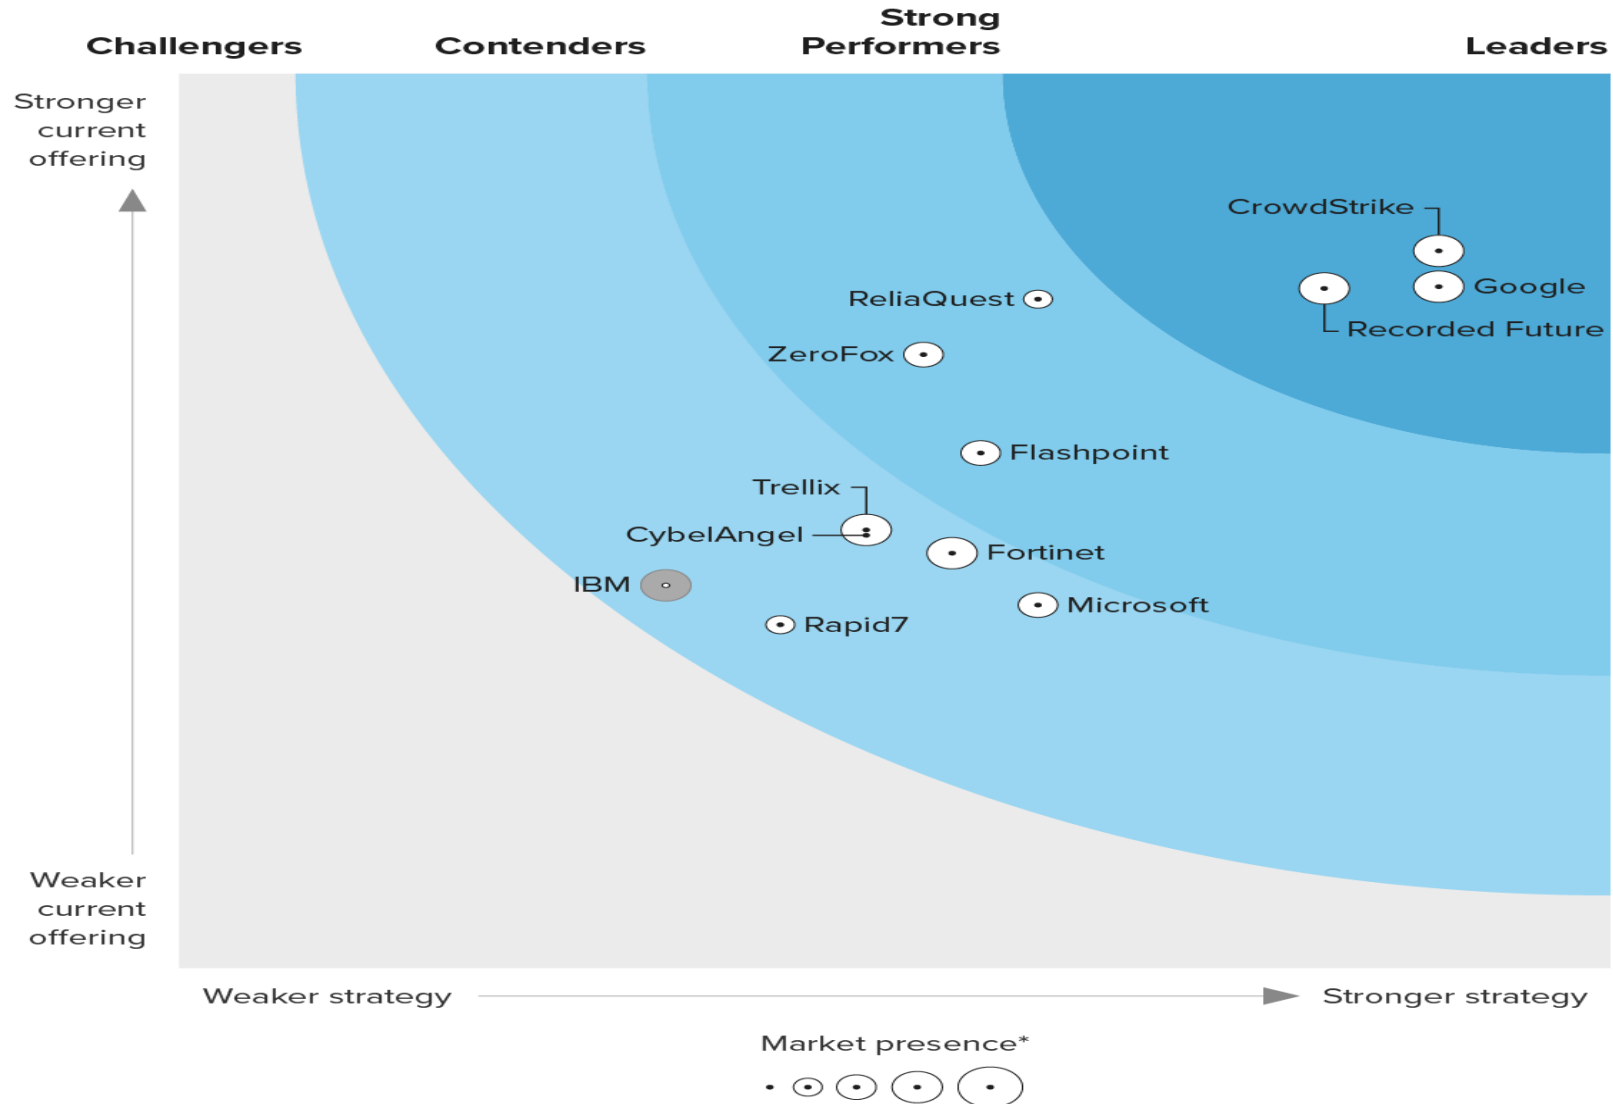 Challengers
Contenders
Strong
Performers
Leaders
Stronger
current
offering
CrowdStrike
Google
Recorded Future
ReliaQuest
ZeroFox
Flashpoint
Trellix
CybelAngel
Fortinet
IBM
Microsoft
Rapid7
Weaker
current
offering
Weaker strategy
Stronger strategy
Market presence*